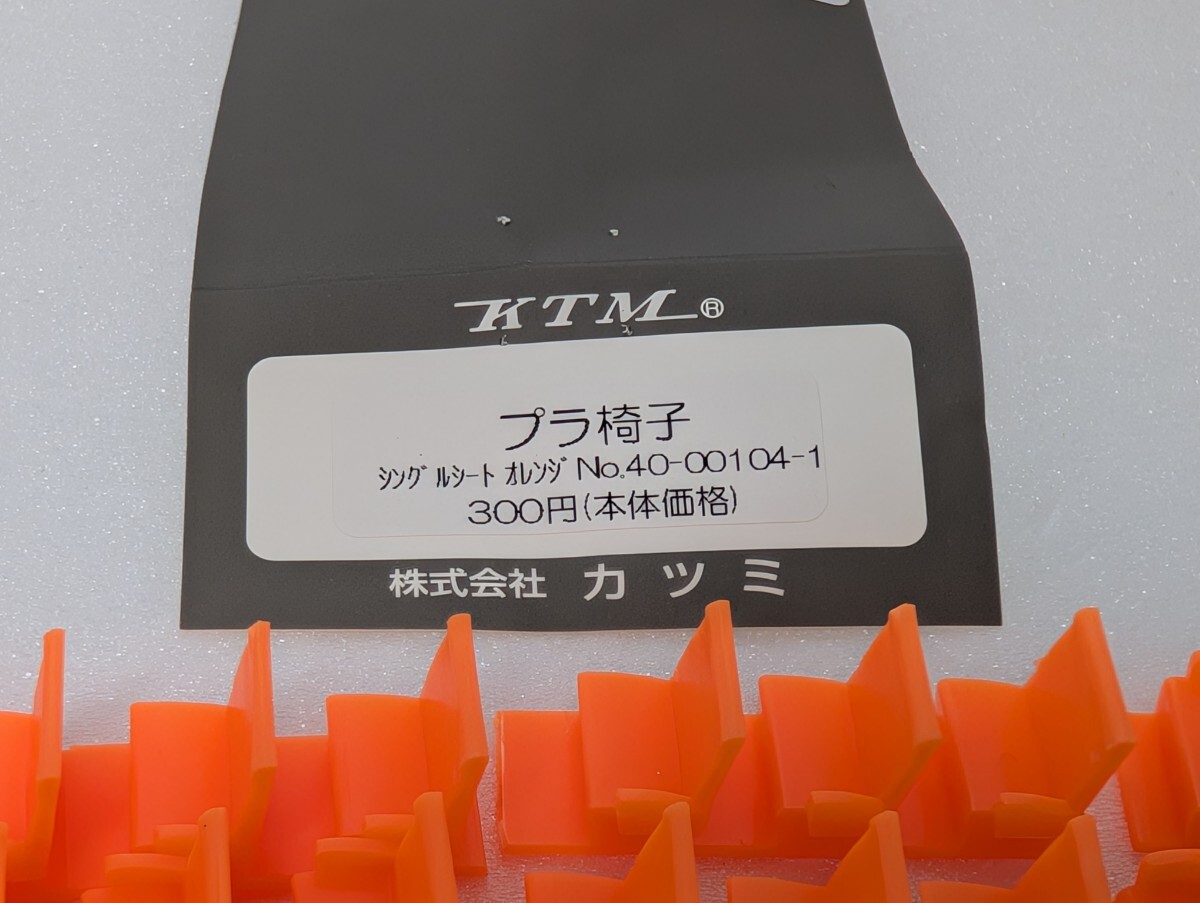 KTM®
プラ椅子
ｼﾝｸﾞﾙｼｰﾄ ｵﾚﾝｼﾞ No.40-00104-1
300円(本体価格)
株式会社 カツミ